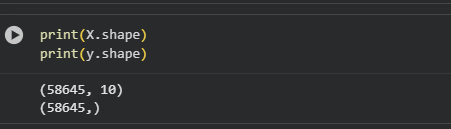 print(X.shape)
print(y.shape)
(58645, 10)
(58645,)